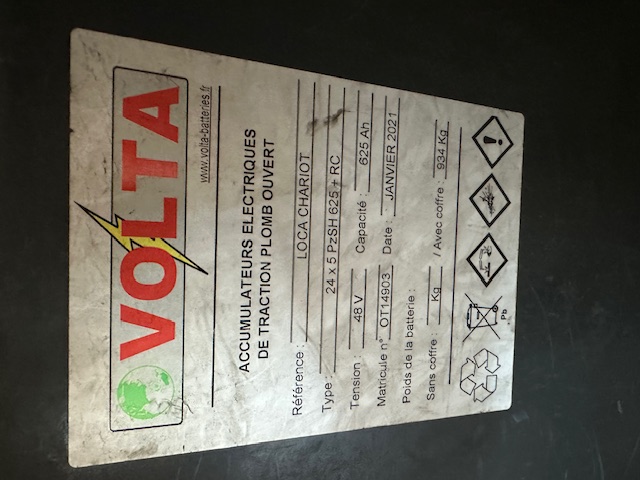 VOLTA
www.volta-batteries.fr
ACCUMULATEURS ELECTRIQUES
DE TRACTION PLOMB OUVERT
Référence : LOCA CHARIOT
Type : 24 x 5 PzSH 625 + RC
Tension : 48 V Capacité : 625 Ah
Matricule n° OT14903 Date : JANVIER 2021
Poids de la batterie :
Sans coffre : Kg / Avec coffre : 934 Kg
Pb